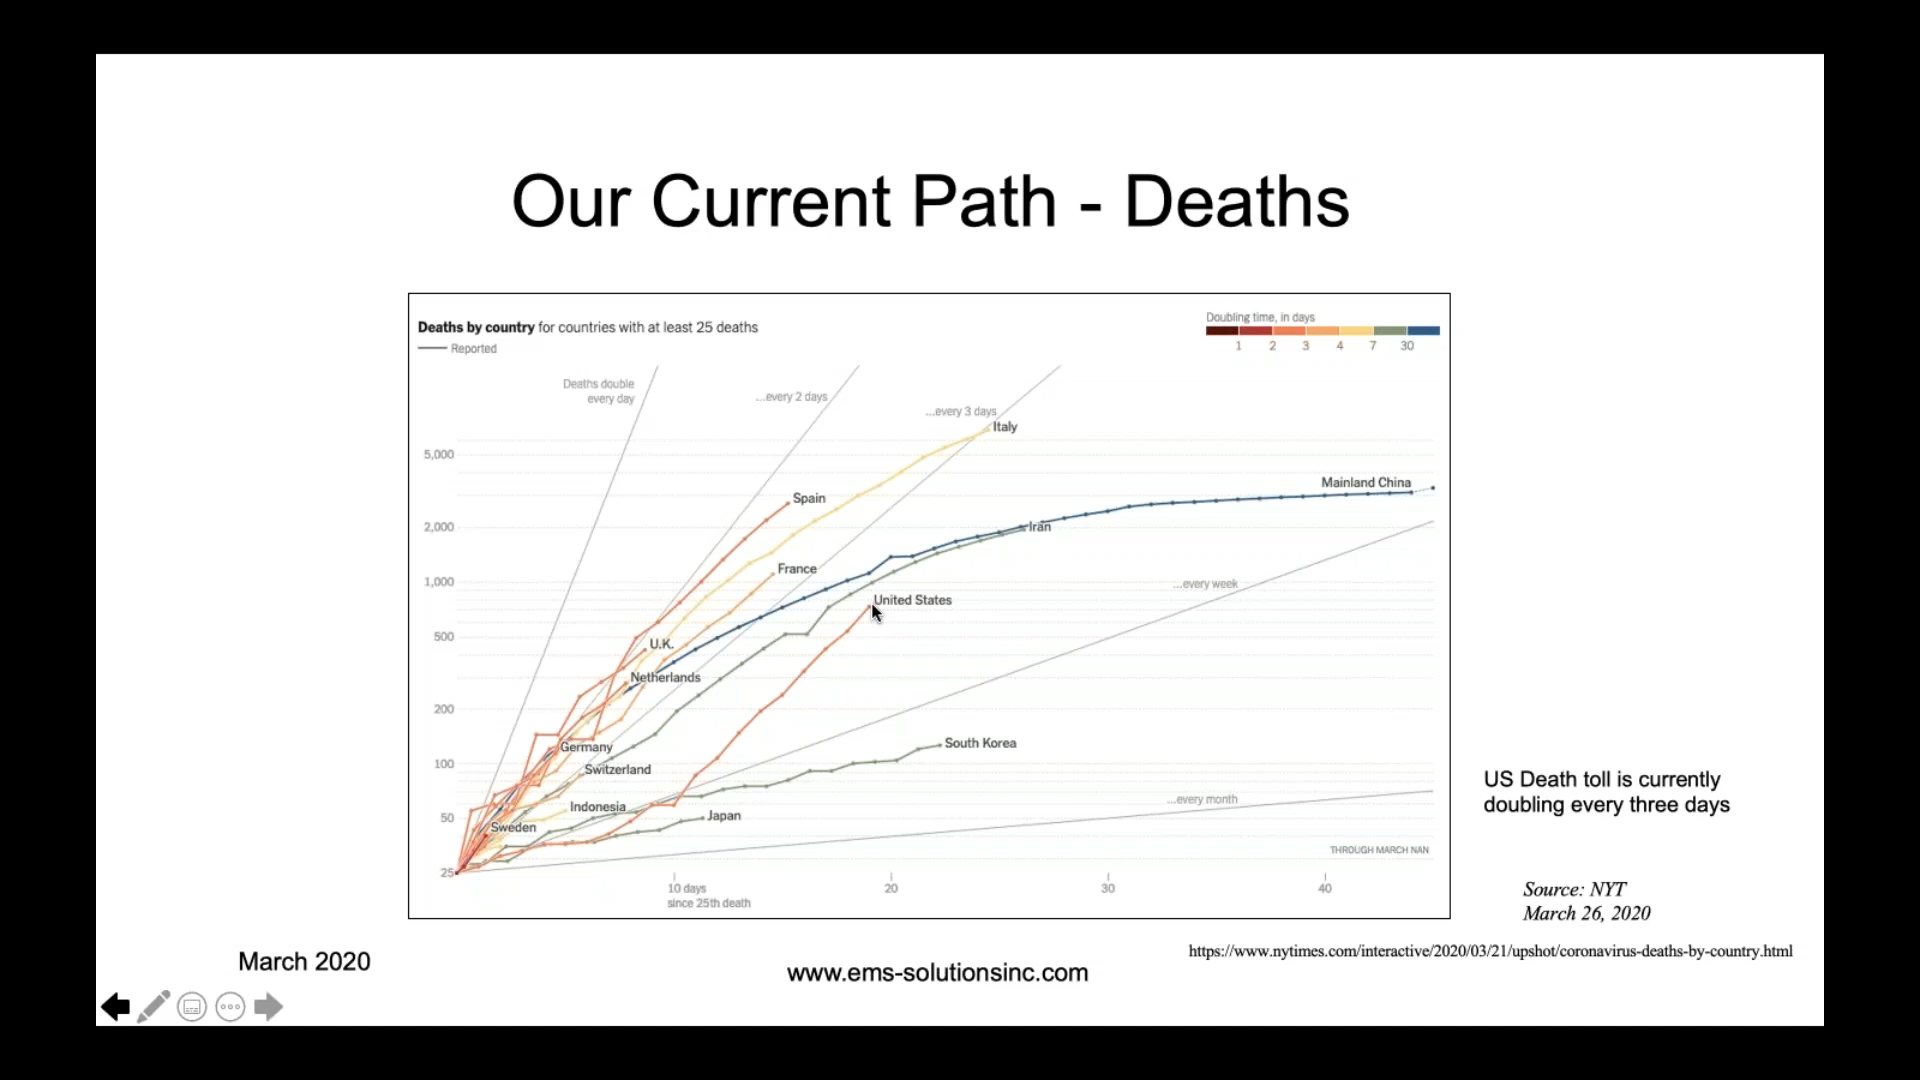 Our Current Path - Deaths
Deaths by country for countries with at least 25 deaths
Reported
Doubling time, in days
1 2 3 4 7 30
Deaths double
every day
...every 2 days
...every 3 days
Italy
5,000
Mainland China
Spain
2,000
Iran
France
1,000
...every week
United States
500
U.K.
Netherlands
200
South Korea
Germany
100
Switzerland
...every month
Indonesia
Japan
50
Sweden
THROUGH MARCH NAN
25
10 days
since 25th death
20
30
40
US Death toll is currently
doubling every three days
Source: NYT
March 26, 2020
https://www.nytimes.com/interactive/2020/03/21/upshot/coronavirus-deaths-by-country.html
March 2020
www.ems-solutionsinc.com